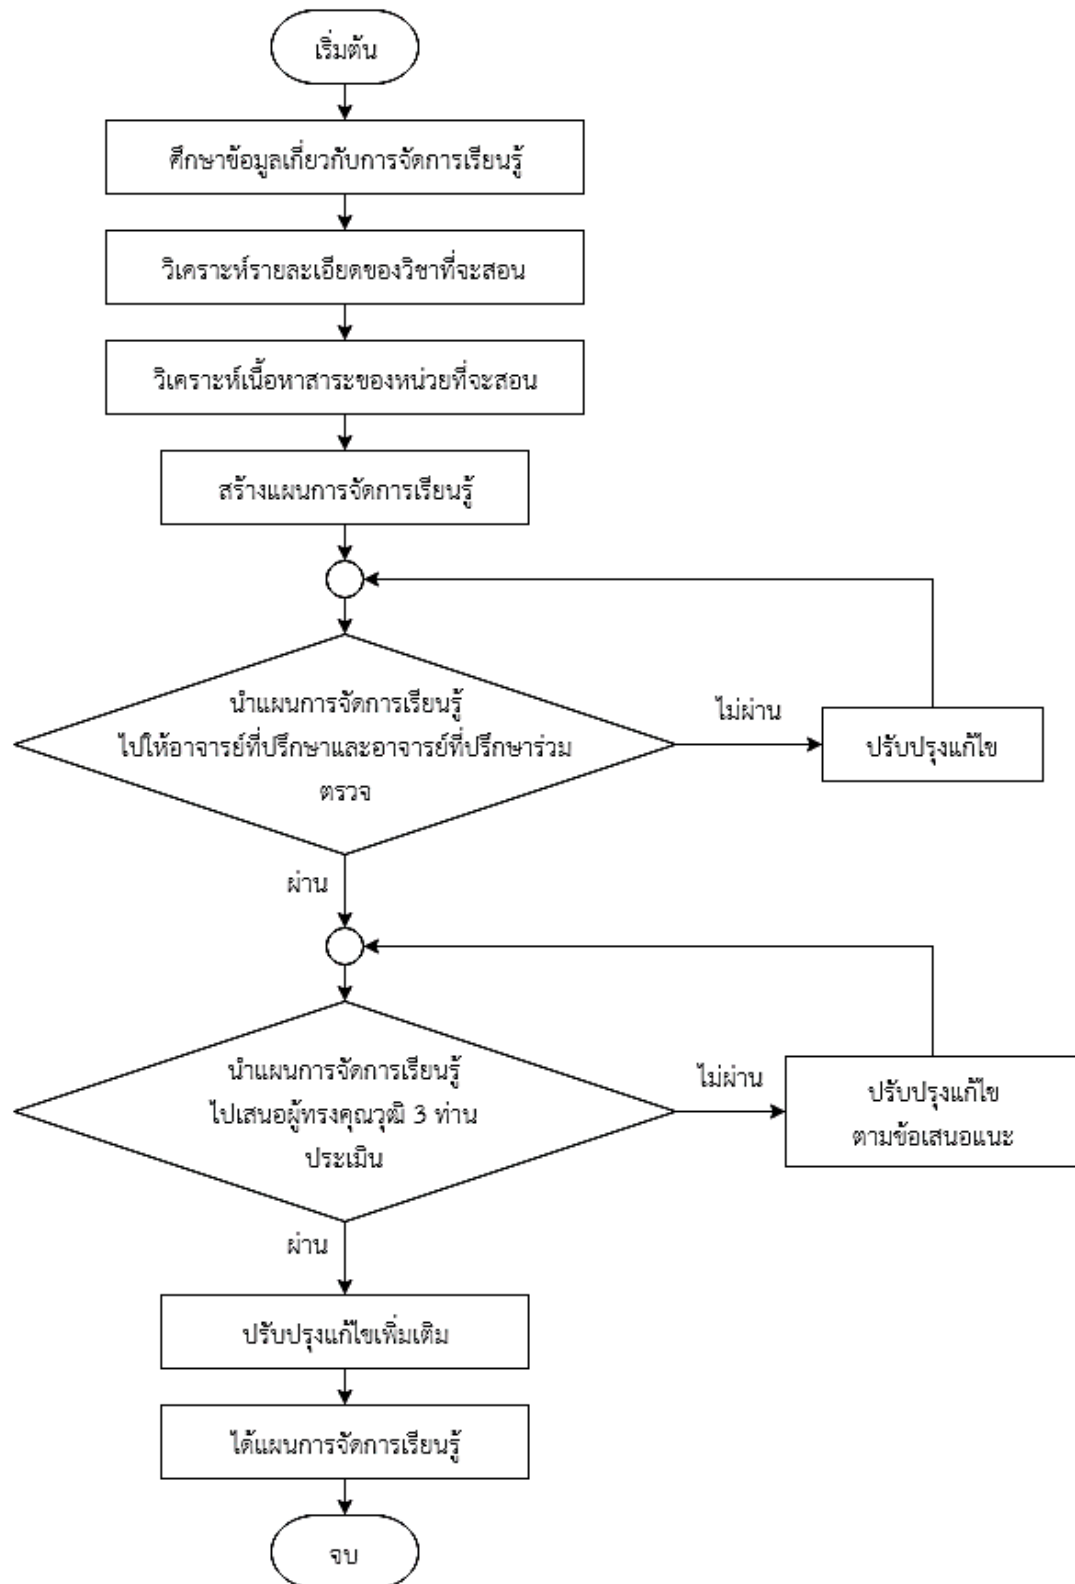 เริ่มต้น
ศึกษาข้อมูลเกี่ยวกับการจัดการเรียนรู้
วิเคราะห์รายละเอียดของวิชาที่จะสอน
วิเคราะห์เนื้อหาสาระของหน่วยที่จะสอน
สร้างแผนการจัดการเรียนรู้
นำแผนการจัดการเรียนรู้
ไปให้อาจารย์ที่ปรึกษาและอาจารย์ที่ปรึกษาร่วม
ตรวจ
ไม่ผ่าน
ปรับปรุงแก้ไข
ผ่าน
นำแผนการจัดการเรียนรู้
ไปเสนอผู้ทรงคุณวุฒิ 3 ท่าน
ประเมิน
ไม่ผ่าน
ปรับปรุงแก้ไข
ตามข้อเสนอแนะ
ผ่าน
ปรับปรุงแก้ไขเพิ่มเติม
ได้แผนการจัดการเรียนรู้
จบ